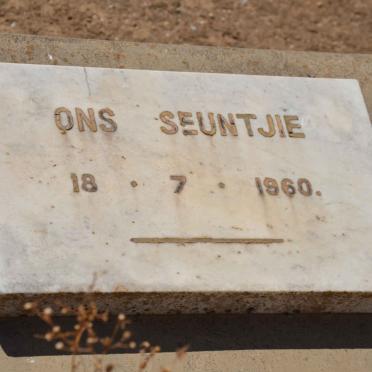 ONS SEUNTJIE
18 · 7 · 1960.